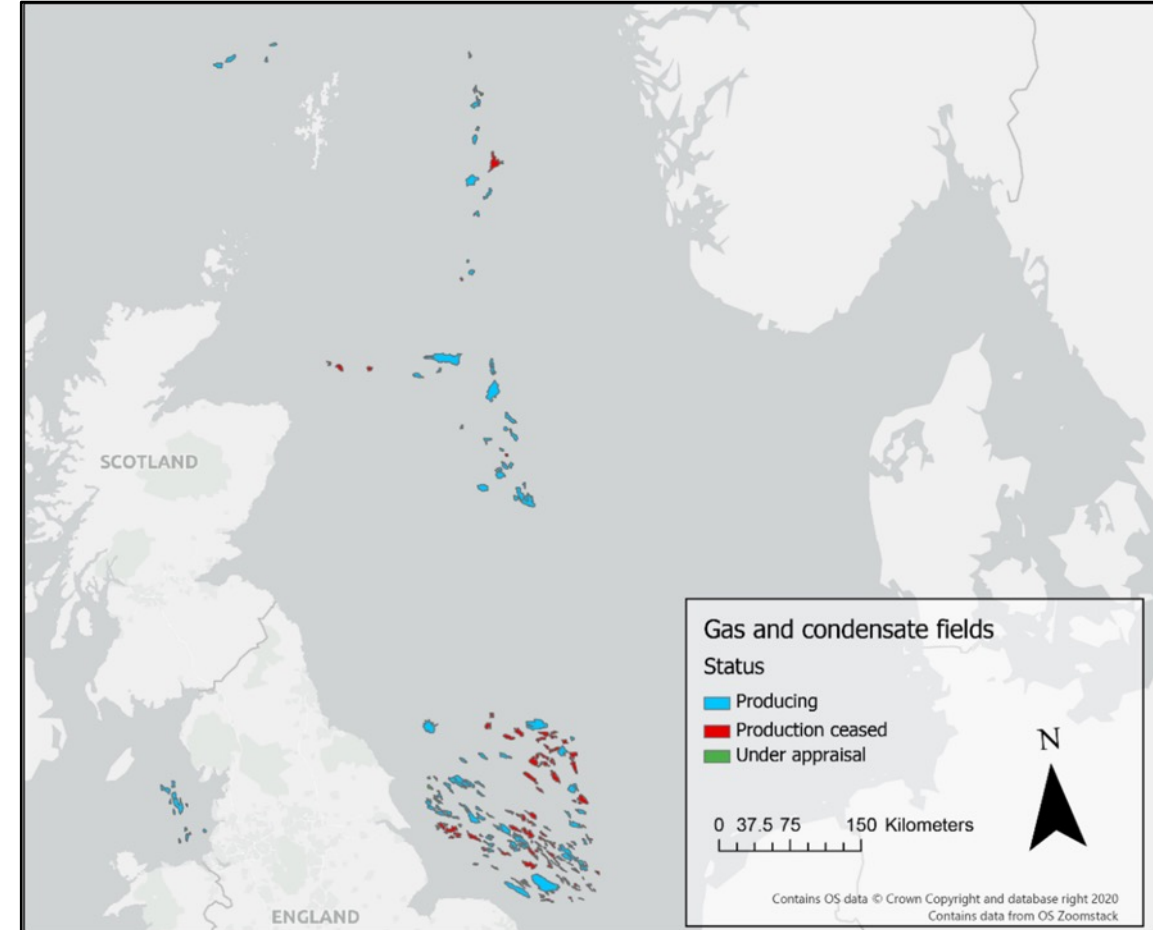 SCOTLAND
Gas and condensate fields
Status
Producing
Production ceased
Under appraisal
N
0 37.5 75 150 Kilometers
Contains OS data © Crown Copyright and database right 2020
Contains data from OS Zoomstack
ENGLAND